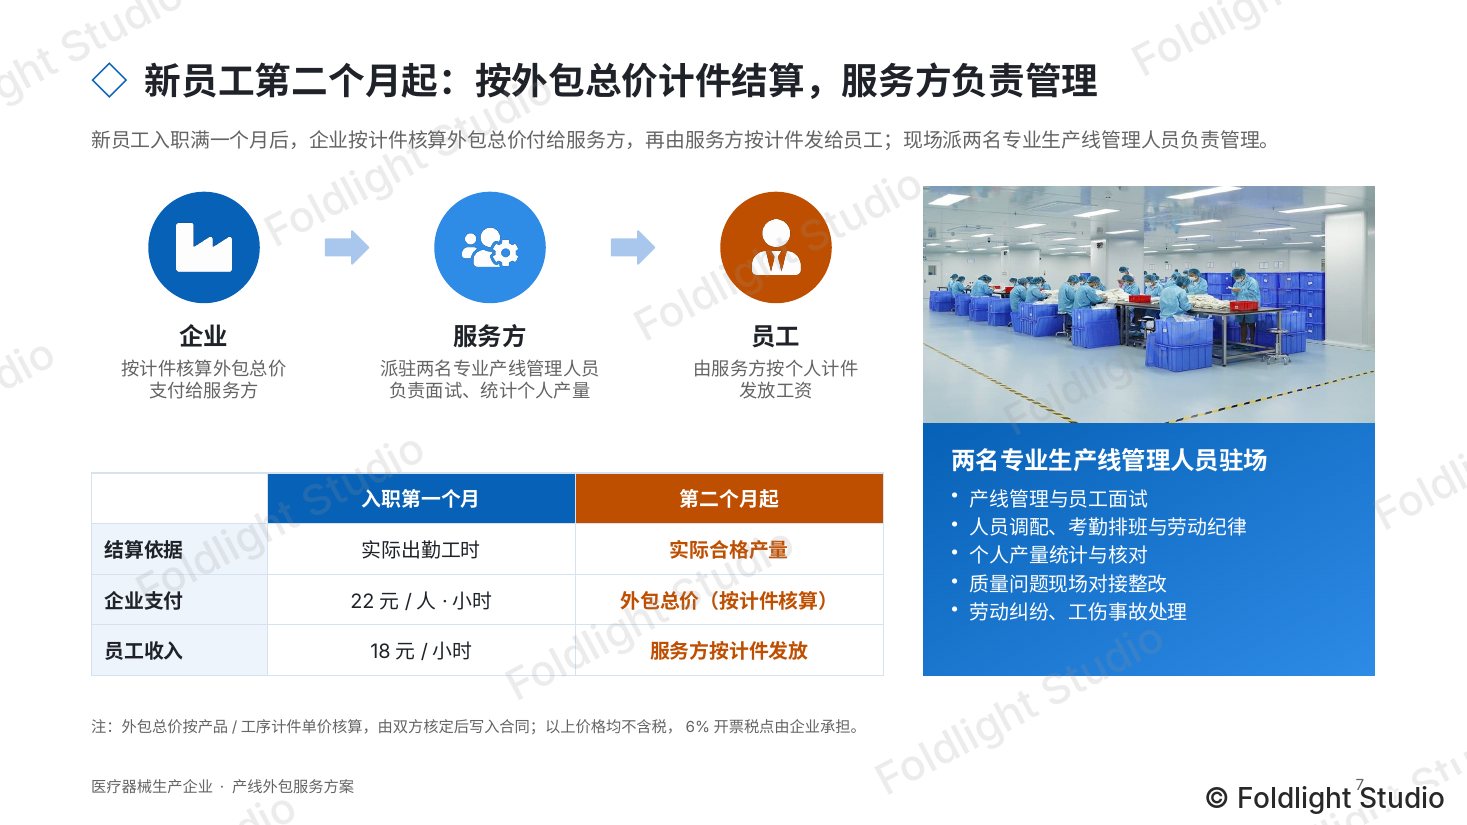 新员工第二个月起：按外包总价计件结算，服务方负责管理
新员工入职满一个月后，企业按计件核算外包总价付给服务方，再由服务方按计件发给员工；现场派两名专业生产线管理人员负责管理。
企业
按计件核算外包总价
支付给服务方
服务方
派驻两名专业产线管理人员
负责面试、统计个人产量
员工
由服务方按个人计件
发放工资
入职第一个月 第二个月起
结算依据 实际出勤工时 实际合格产量
企业支付 22 元 / 人 · 小时 外包总价（按计件核算）
员工收入 18 元 / 小时 服务方按计件发放
两名专业生产线管理人员驻场
• 产线管理与员工面试
• 人员调配、考勤排班与劳动纪律
• 个人产量统计与核对
• 质量问题现场对接整改
• 劳动纠纷、工伤事故处理
注：外包总价按产品 / 工序计件单价核算，由双方核定后写入合同；以上价格均不含税， 6% 开票税点由企业承担。
医疗器械生产企业 · 产线外包服务方案
7
© Foldlight Studio
Foldlight Studio
Foldlight Studio
Foldlight Studio
Foldlight Studio
Foldlight Studio
Foldlight Studio
Foldlight Studio